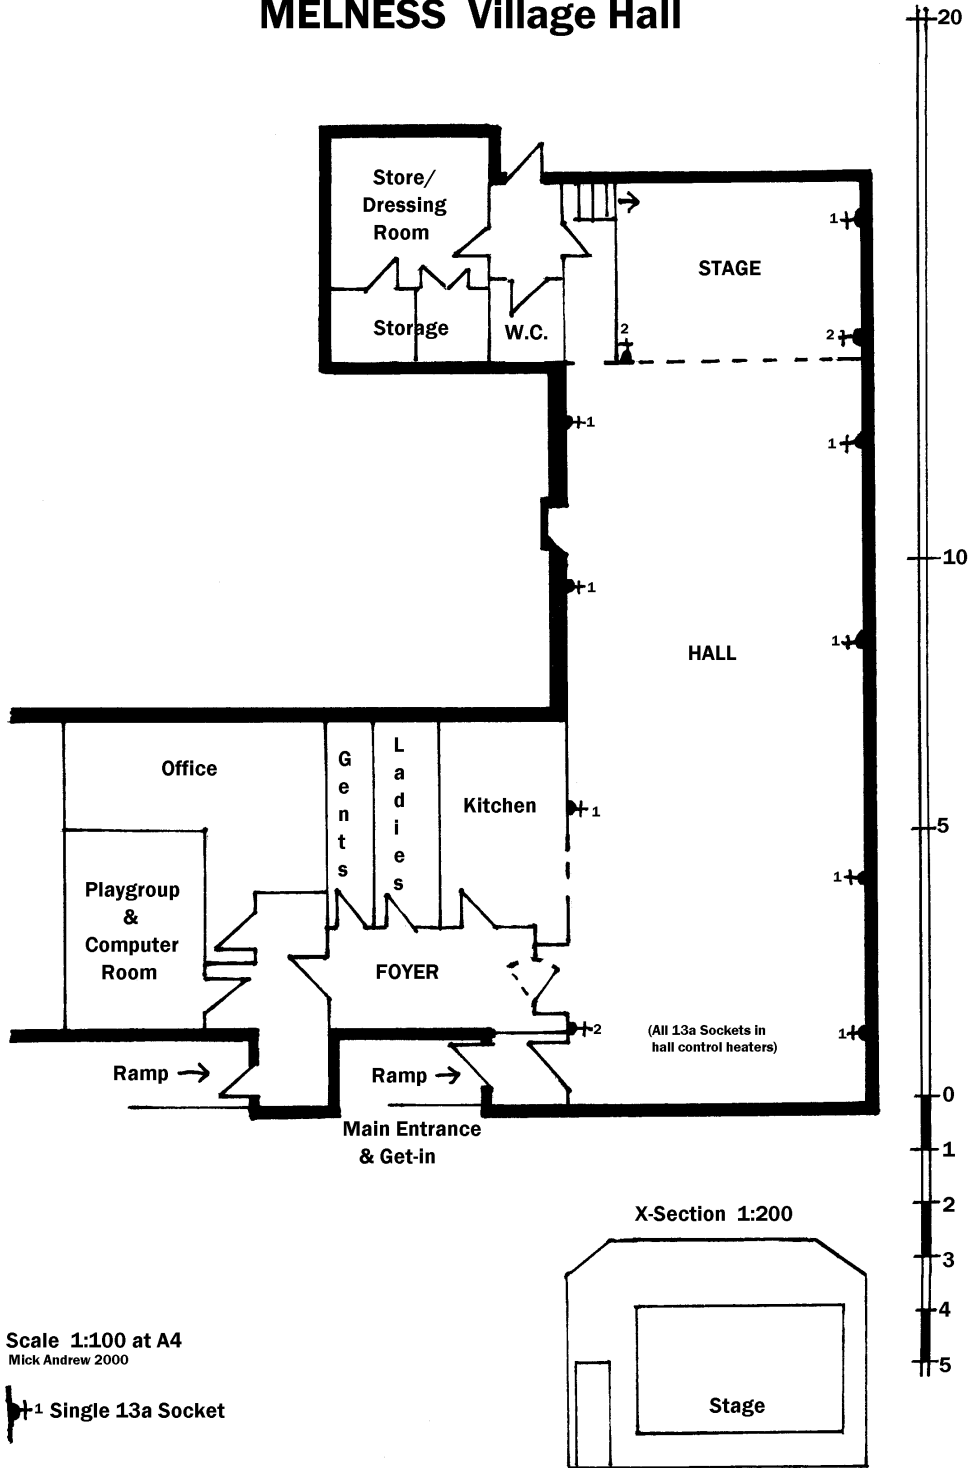 MELNESS Village Hall
20
Store/
Dressing
Room
1
STAGE
Storage
W.C.
2
2
1
1
10
1
HALL
1
Office
Gents
Ladies
Kitchen
1
5
Playgroup
&
Computer
Room
1
FOYER
2
(All 13a Sockets in
hall control heaters)
1
Ramp
Ramp
0
Main Entrance
& Get-in
1
2
X-Section 1:200
3
4
Scale 1:100 at A4
Mick Andrew 2000
5
Stage
1 Single 13a Socket